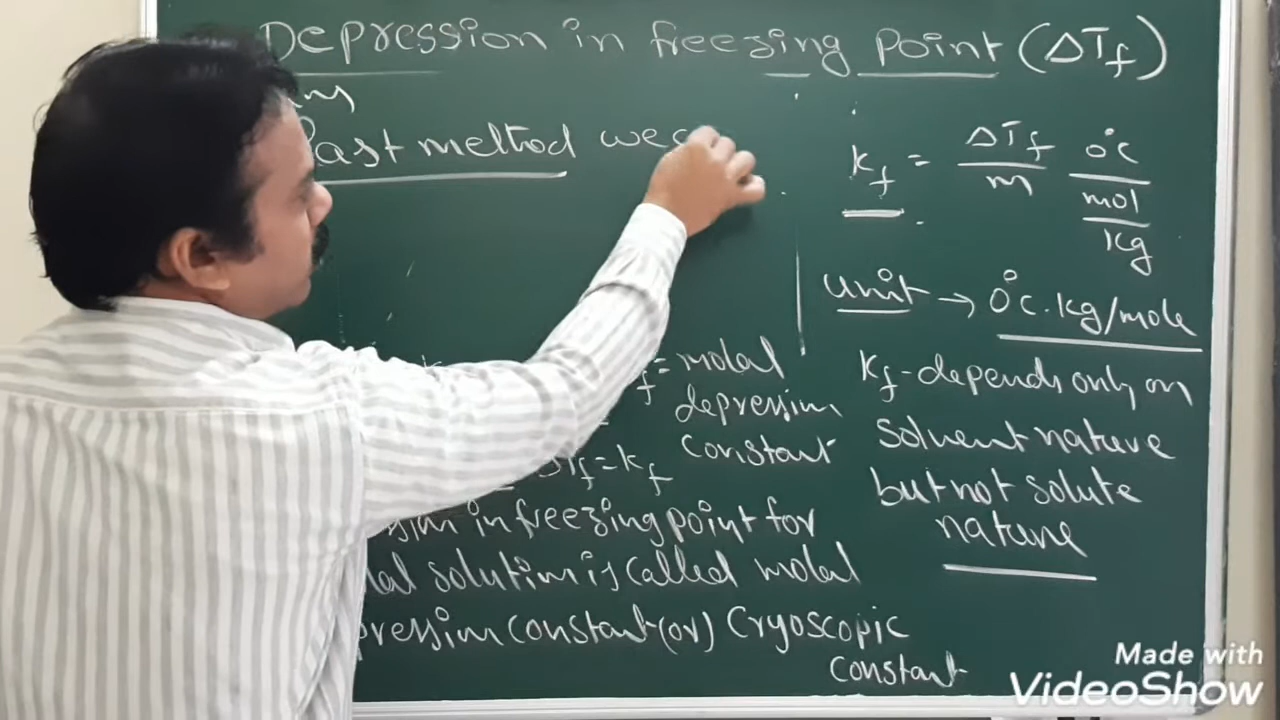 Depression in freezing point (ΔTf)
Rast method
Kf = ΔTf/m °C/mol/kg
unit → 0°C.kg/mole
= molal
depression
constant
ΔTf = Kf
in freezing point for
solution is called molal
constant (or) Cryoscopic
constant
Kf - depends only on
solvent nature
but not solute
nature
Made with
VideoShow